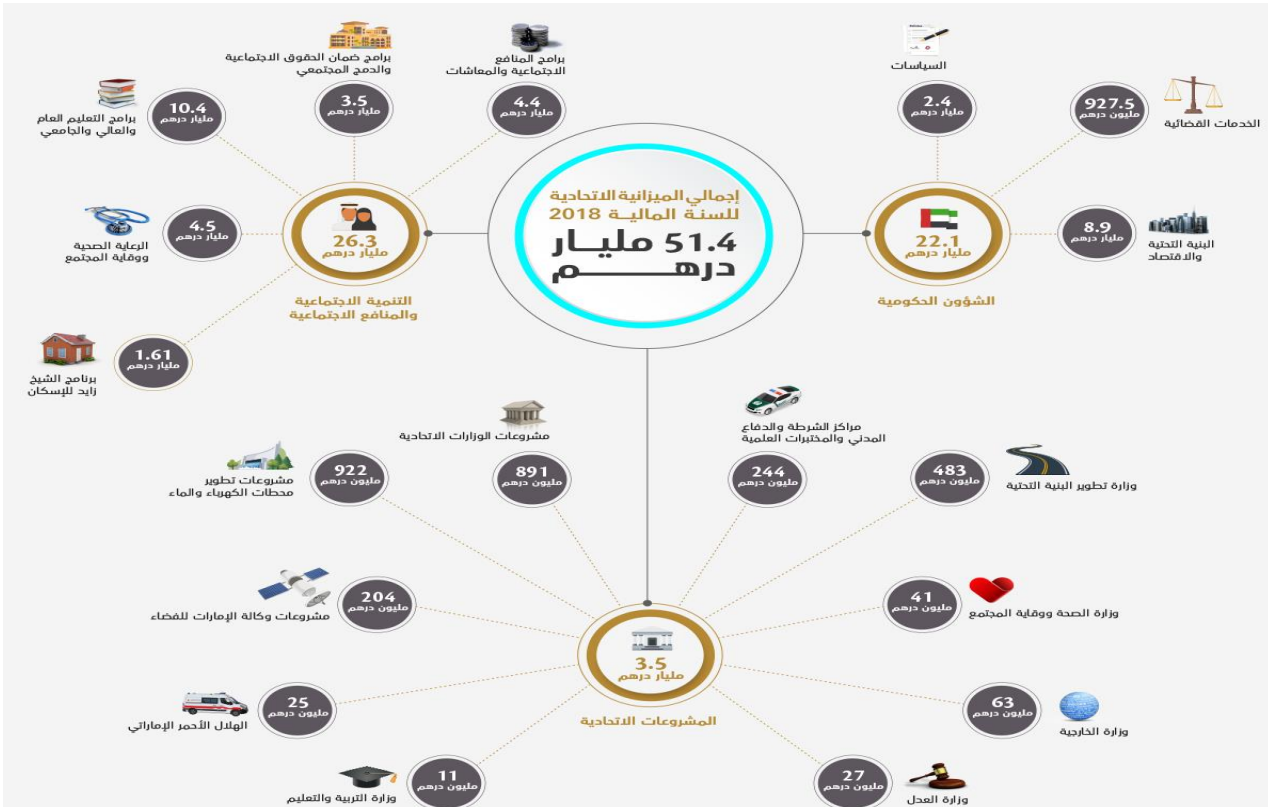 إجمالي الميزانية الاتحادية
للسنة المالية 2018
51.4 مليار
درهم
السياسات
2.4
مليار درهم
927.5
مليون درهم
الخدمات القضائية
8.9
مليار درهم
البنية التحتية
والاقتصاد
22.1
مليار درهم
الشؤون الحكومية
برامج المنافع
الاجتماعية والمعاشات
4.4
مليار درهم
برامج ضمان الحقوق الاجتماعية
والدمج المجتمعي
3.5
مليار درهم
برامج التعليم العام
والعالي والجامعي
10.4
مليار درهم
الرعاية الصحية
ووقاية المجتمع
4.5
مليار درهم
برنامج الشيخ
زايد للإسكان
1.61
مليار درهم
26.3
مليار درهم
التنمية الاجتماعية
والمنافع الاجتماعية
وزارة تطوير البنية التحتية
483
مليون درهم
مراكز الشرطة والدفاع
المدني والمختبرات العلمية
244
مليون درهم
مشروعات الوزارات الاتحادية
891
مليون درهم
مشروعات تطوير
محطات الكهرباء والماء
922
مليون درهم
وزارة الصحة ووقاية المجتمع
41
مليون درهم
مشروعات وكالة الإمارات للفضاء
204
مليون درهم
3.5
مليار درهم
المشروعات الاتحادية
وزارة الخارجية
63
مليون درهم
الهلال الأحمر الإماراتي
25
مليون درهم
وزارة العدل
27
مليون درهم
وزارة التربية والتعليم
11
مليون درهم